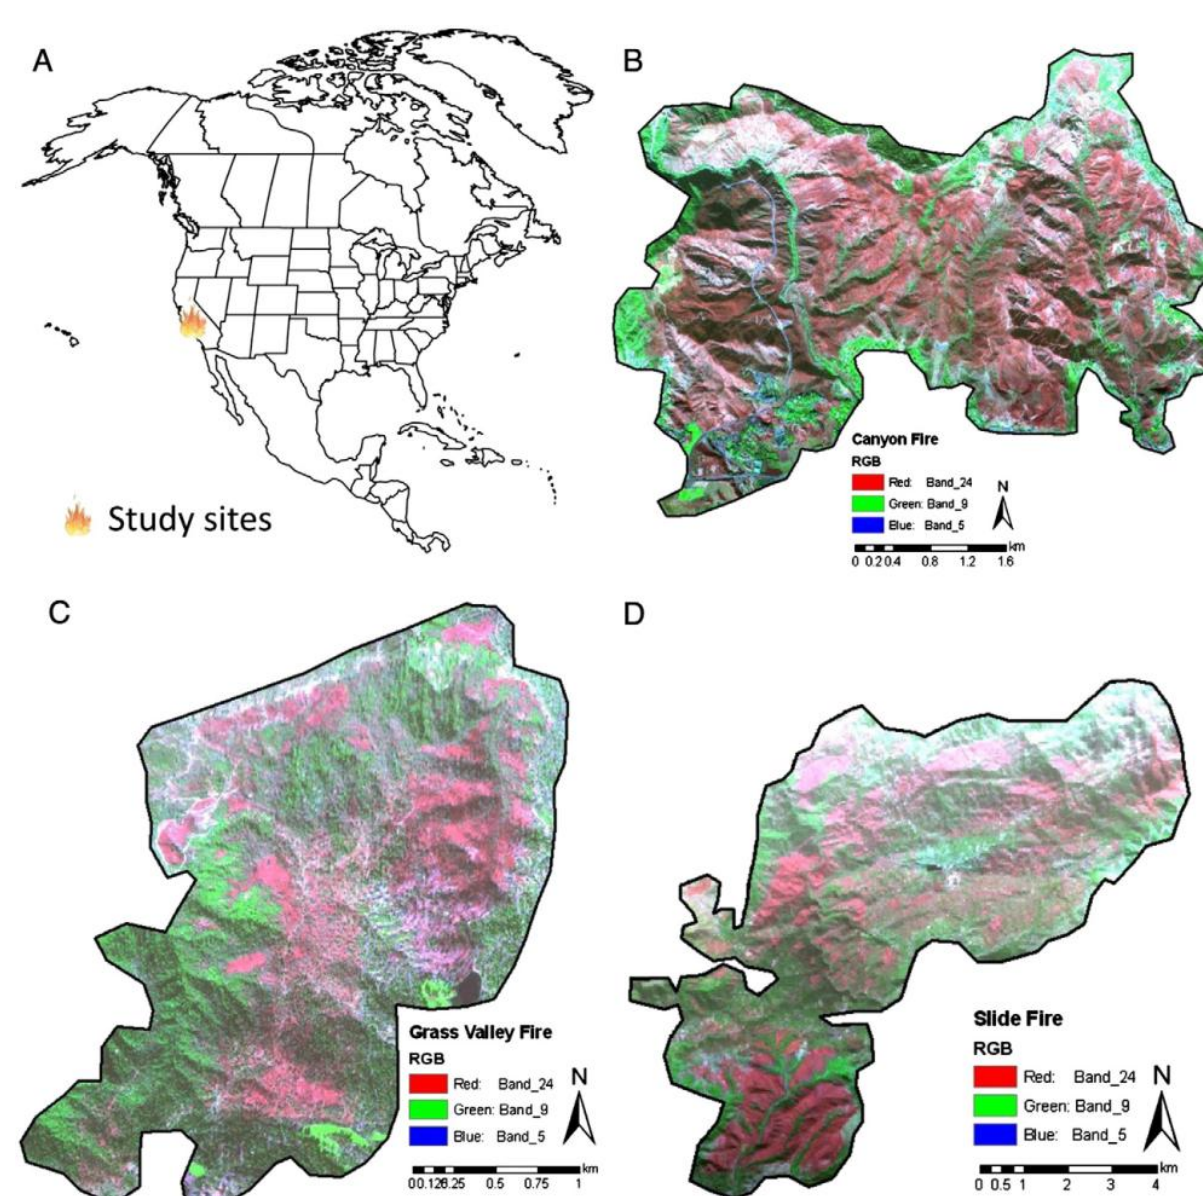 A
Study sites
B
Canyon Fire
RGB
Red: Band_24
Green: Band_9
Blue: Band_5
N
km
0 0.2 0.4 0.8 1.2 1.6
C
Grass Valley Fire
RGB
Red: Band_24
Green: Band_9
Blue: Band_5
N
km
0 0.5 0.75 1
D
Slide Fire
RGB
Red: Band_24
Green: Band_9
Blue: Band_5
N
km
0 0.5 1 2 3 4